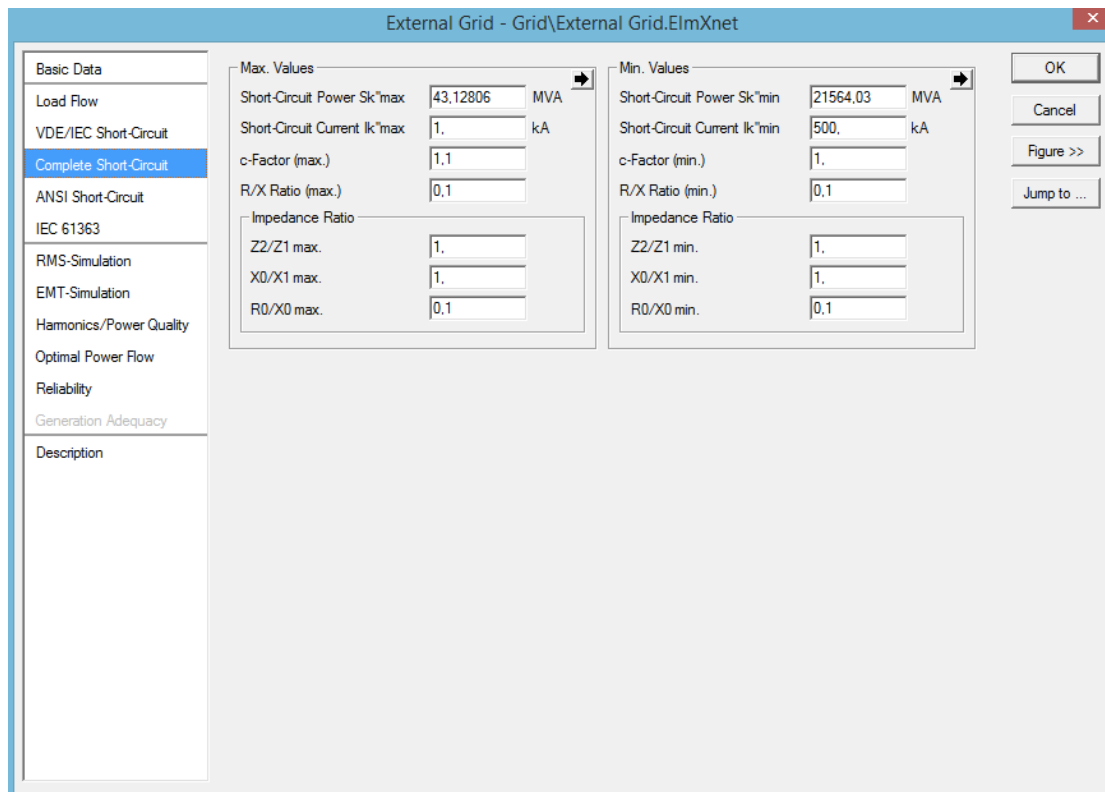 External Grid - Grid\External Grid.ElmXnet
Basic Data
Load Flow
VDE/IEC Short-Circuit
Complete Short-Circuit
ANSI Short-Circuit
IEC 61363
RMS-Simulation
EMT-Simulation
Harmonics/Power Quality
Optimal Power Flow
Reliability
Generation Adequacy
Description
Max. Values
Short-Circuit Power Sk"max 43,12806 MVA
Short-Circuit Current Ik"max 1, kA
c-Factor (max.) 1,1
R/X Ratio (max.) 0,1
Impedance Ratio
Z2/Z1 max. 1,
X0/X1 max. 1,
R0/X0 max. 0,1
Min. Values
Short-Circuit Power Sk"min 21564,03 MVA
Short-Circuit Current Ik"min 500, kA
c-Factor (min.) 1,
R/X Ratio (min.) 0,1
Impedance Ratio
Z2/Z1 min. 1,
X0/X1 min. 1,
R0/X0 min. 0,1
OK
Cancel
Figure >>
Jump to ...